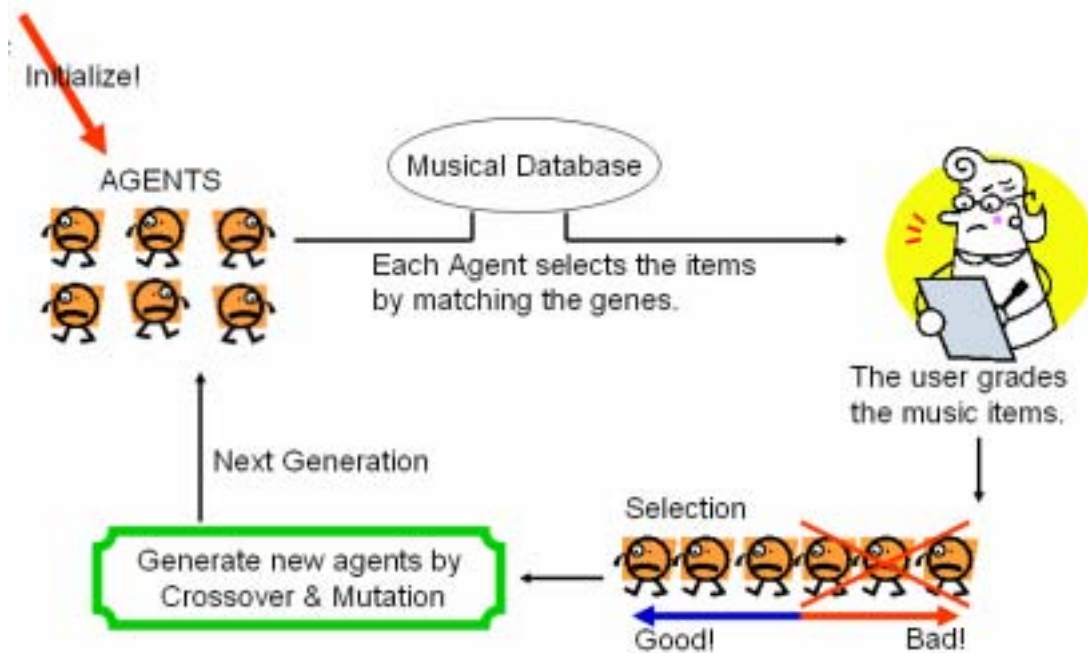 Initialize!
AGENTS
Musical Database
Each Agent selects the items
by matching the genes.
The user grades
the music items.
Selection
Good!
Bad!
Generate new agents by
Crossover & Mutation
Next Generation